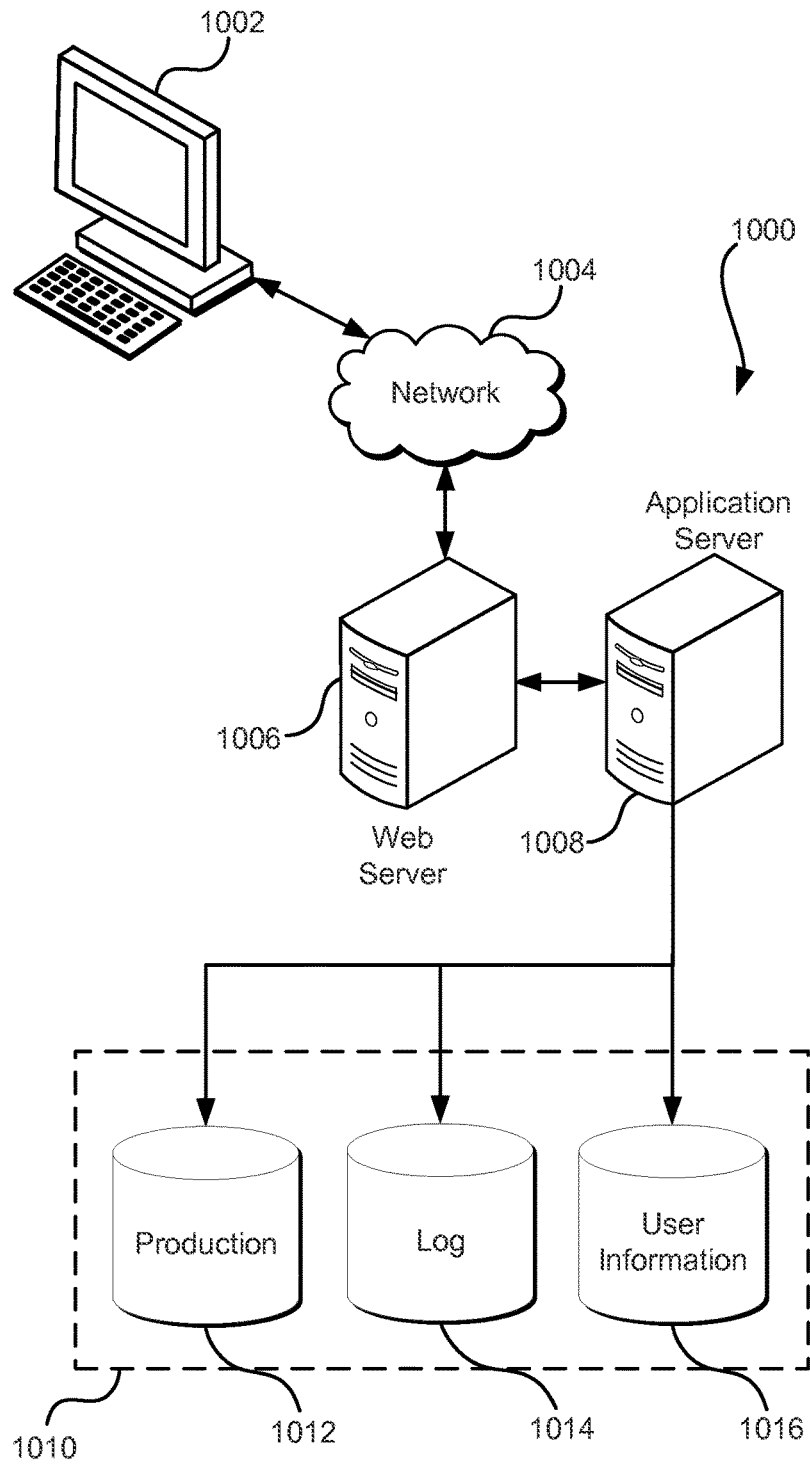 1002
1000
1004
Network
Application
Server
1006
1008
Web
Server
Production
Log
User
Information
1010
1012
1014
1016